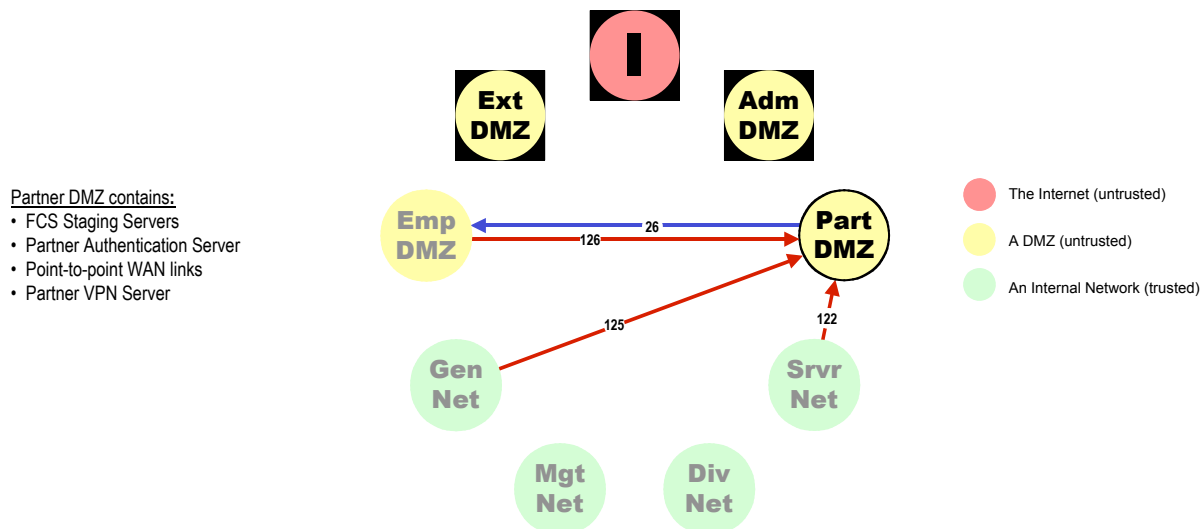 I
Ext
DMZ
Adm
DMZ
Partner DMZ contains:
• FCS Staging Servers
• Partner Authentication Server
• Point-to-point WAN links
• Partner VPN Server
Emp
DMZ
26
126
Part
DMZ
The Internet (untrusted)
A DMZ (untrusted)
An Internal Network (trusted)
125
122
Gen
Net
Srvr
Net
Mgt
Net
Div
Net